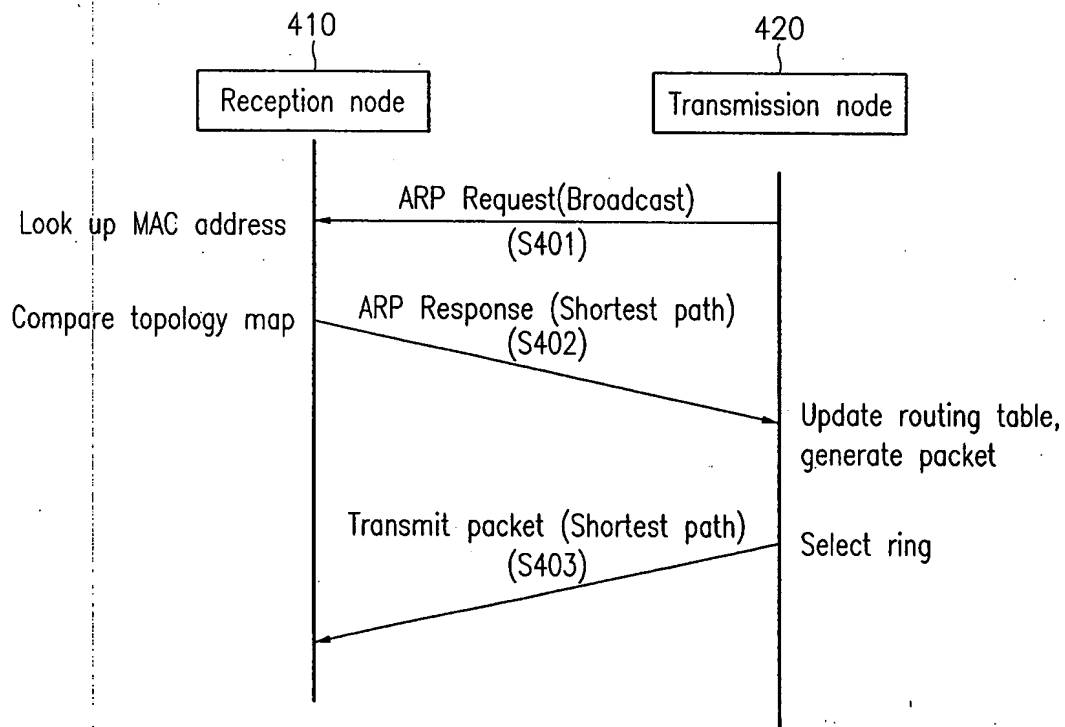 410
420
Reception node
Transmission node
ARP Request(Broadcast)
Look up MAC address
(S401)
ARP Response (Shortest path)
Compare topology map
(S402)
Update routing table,
generate packet
Transmit packet (Shortest path)
Select ring
(S403)